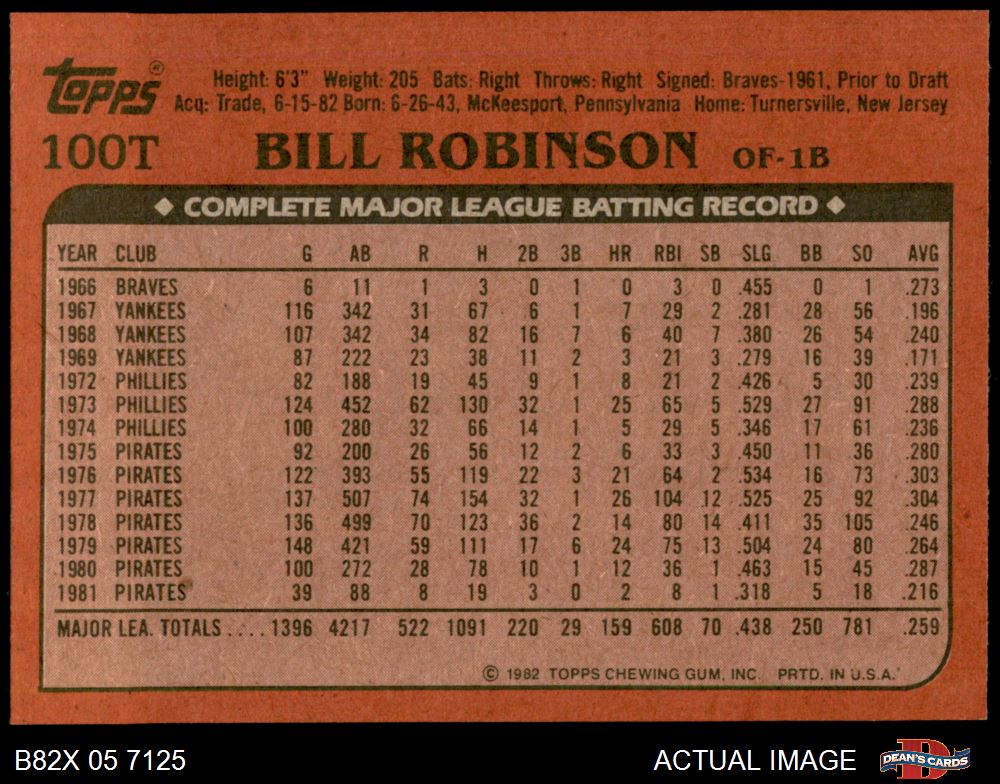 topps®
Height: 6'3" Weight: 205 Bats: Right Throws: Right Signed: Braves-1961, Prior to Draft
Acq: Trade, 6-15-82 Born: 6-26-43, McKeesport, Pennsylvania Home: Turnersville, New Jersey
100T BILL ROBINSON OF-1B
◆ COMPLETE MAJOR LEAGUE BATTING RECORD ◆
YEAR CLUB G AB R H 2B 3B HR RBI SB SLG BB SO AVG
1966 BRAVES 6 11 1 3 0 1 0 3 0 .455 0 1 .273
1967 YANKEES 116 342 31 67 6 1 7 29 2 .281 28 56 .196
1968 YANKEES 107 342 34 82 16 7 6 40 7 .380 26 54 .240
1969 YANKEES 87 222 23 38 11 2 3 21 3 .279 16 39 .171
1972 PHILLIES 82 188 19 45 9 1 8 21 2 .426 5 30 .239
1973 PHILLIES 124 452 62 130 32 1 25 65 5 .529 27 91 .288
1974 PHILLIES 100 280 32 66 14 1 5 29 5 .346 17 61 .236
1975 PIRATES 92 200 26 56 12 2 6 33 3 .450 11 36 .280
1976 PIRATES 122 393 55 119 22 3 21 64 2 .534 16 73 .303
1977 PIRATES 137 507 74 154 32 1 26 104 12 .525 25 92 .304
1978 PIRATES 136 499 70 123 36 2 14 80 14 .411 35 105 .246
1979 PIRATES 148 421 59 111 17 6 24 75 13 .504 24 80 .264
1980 PIRATES 100 272 28 78 10 1 12 36 1 .463 15 45 .287
1981 PIRATES 39 88 8 19 3 0 2 8 1 .318 5 18 .216
MAJOR LEA. TOTALS .... 1396 4217 522 1091 220 29 159 608 70 .438 250 781 .259
© 1982 TOPPS CHEWING GUM, INC. PRTD. IN U.S.A.
B82X 05 7125 ACTUAL IMAGE D DEAN'S CARDS